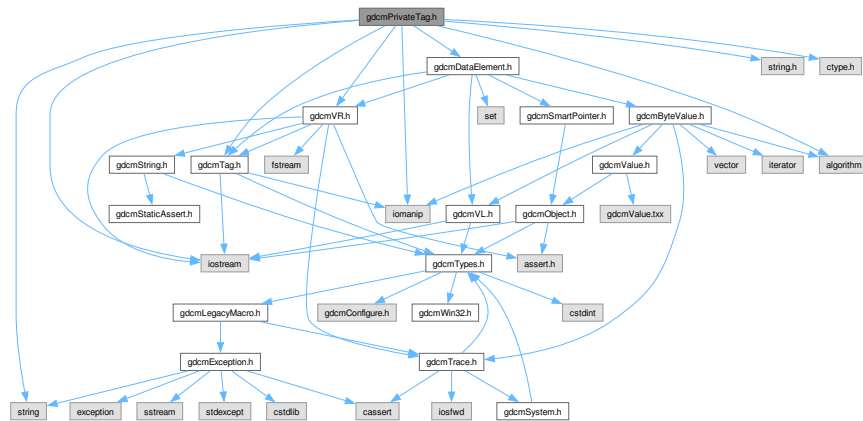 gdcmPrivateTag.h
gdcmDataElement.h
string.h
ctype.h
gdcmVR.h
set
gdcmSmartPointer.h
gdcmByteValue.h
gdcmString.h
gdcmTag.h
fstream
gdcmValue.h
vector
iterator
algorithm
gdcmStaticAssert.h
iomanip
gdcmVL.h
gdcmObject.h
gdcmValue.txx
iostream
gdcmTypes.h
assert.h
gdcmLegacyMacro.h
gdcmConfigure.h
gdcmWin32.h
cstdint
gdcmException.h
gdcmTrace.h
string
exception
sstream
stdexcept
cstdlib
cassert
iosfwd
gdcmSystem.h